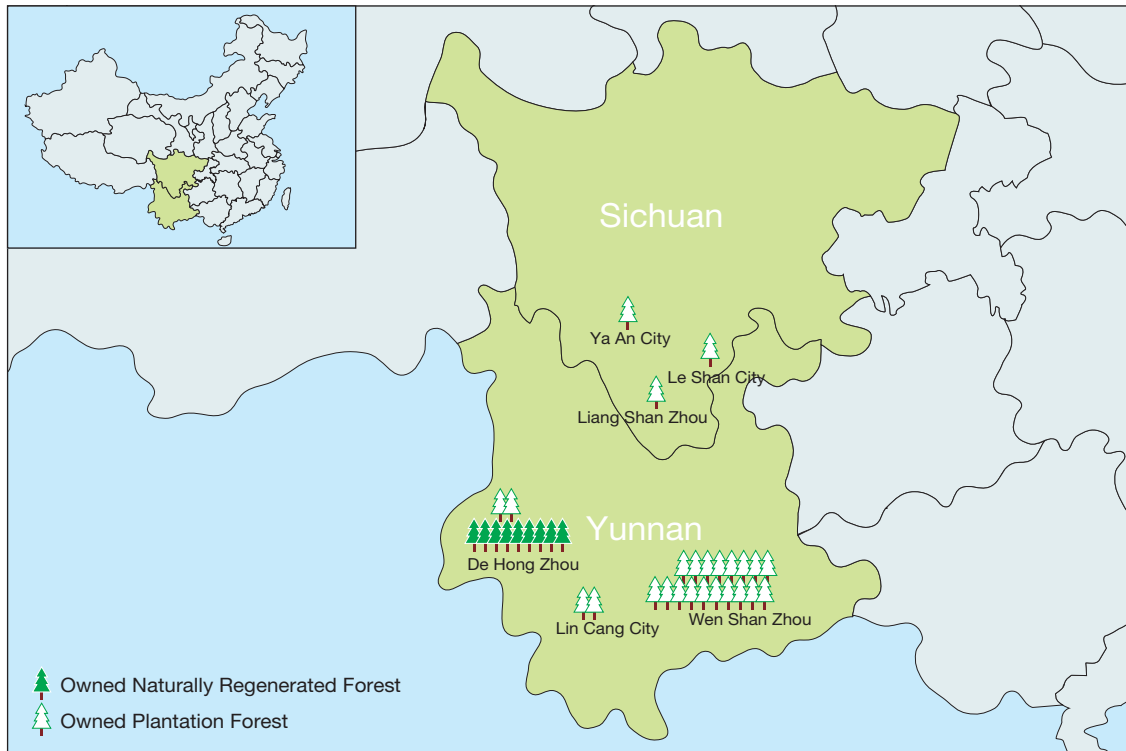 Sichuan
Ya An City
Le Shan City
Liang Shan Zhou
Yunnan
De Hong Zhou
Lin Cang City
Wen Shan Zhou
Owned Naturally Regenerated Forest
Owned Plantation Forest